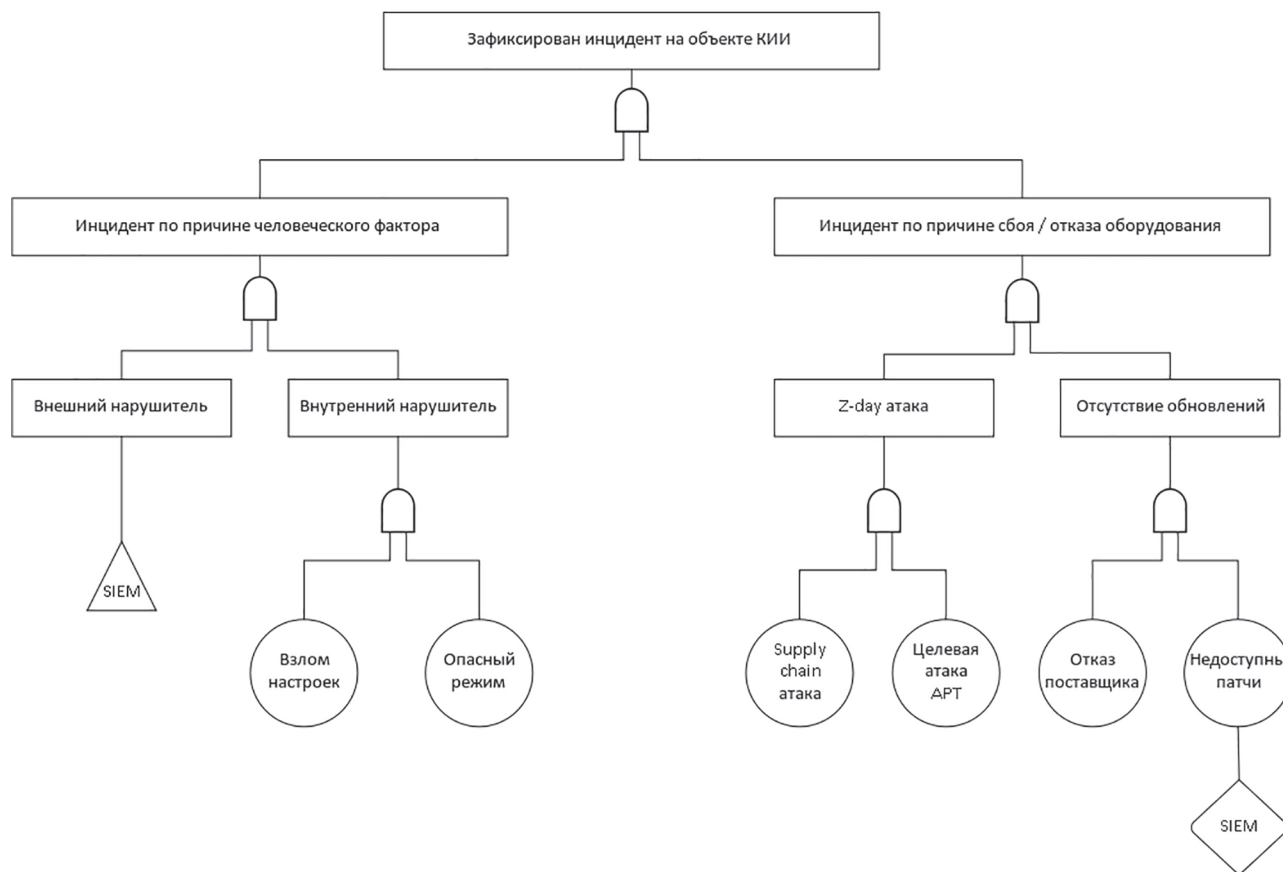 Зафиксирован инцидент на объекте КИИ
Инцидент по причине человеческого фактора
Инцидент по причине сбоя / отказа оборудования
Внешний нарушитель
Внутренний нарушитель
Z-day атака
Отсутствие обновлений
SIEM
Взлом
настроек
Опасный
режим
Supply
chain
атака
Целевая
атака
APT
Отказ
поставщика
Недоступны
патчи
SIEM